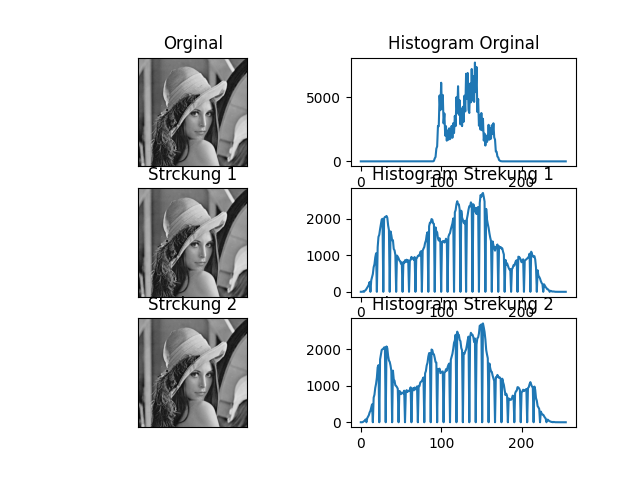 Orginal
Histogram Orginal
5000
0
0 100 200
Strckung 1
Histogram Strekung 1
2000
1000
0
0 100 200
Strckung 2
Histogram Strekung 2
2000
1000
0
0 100 200